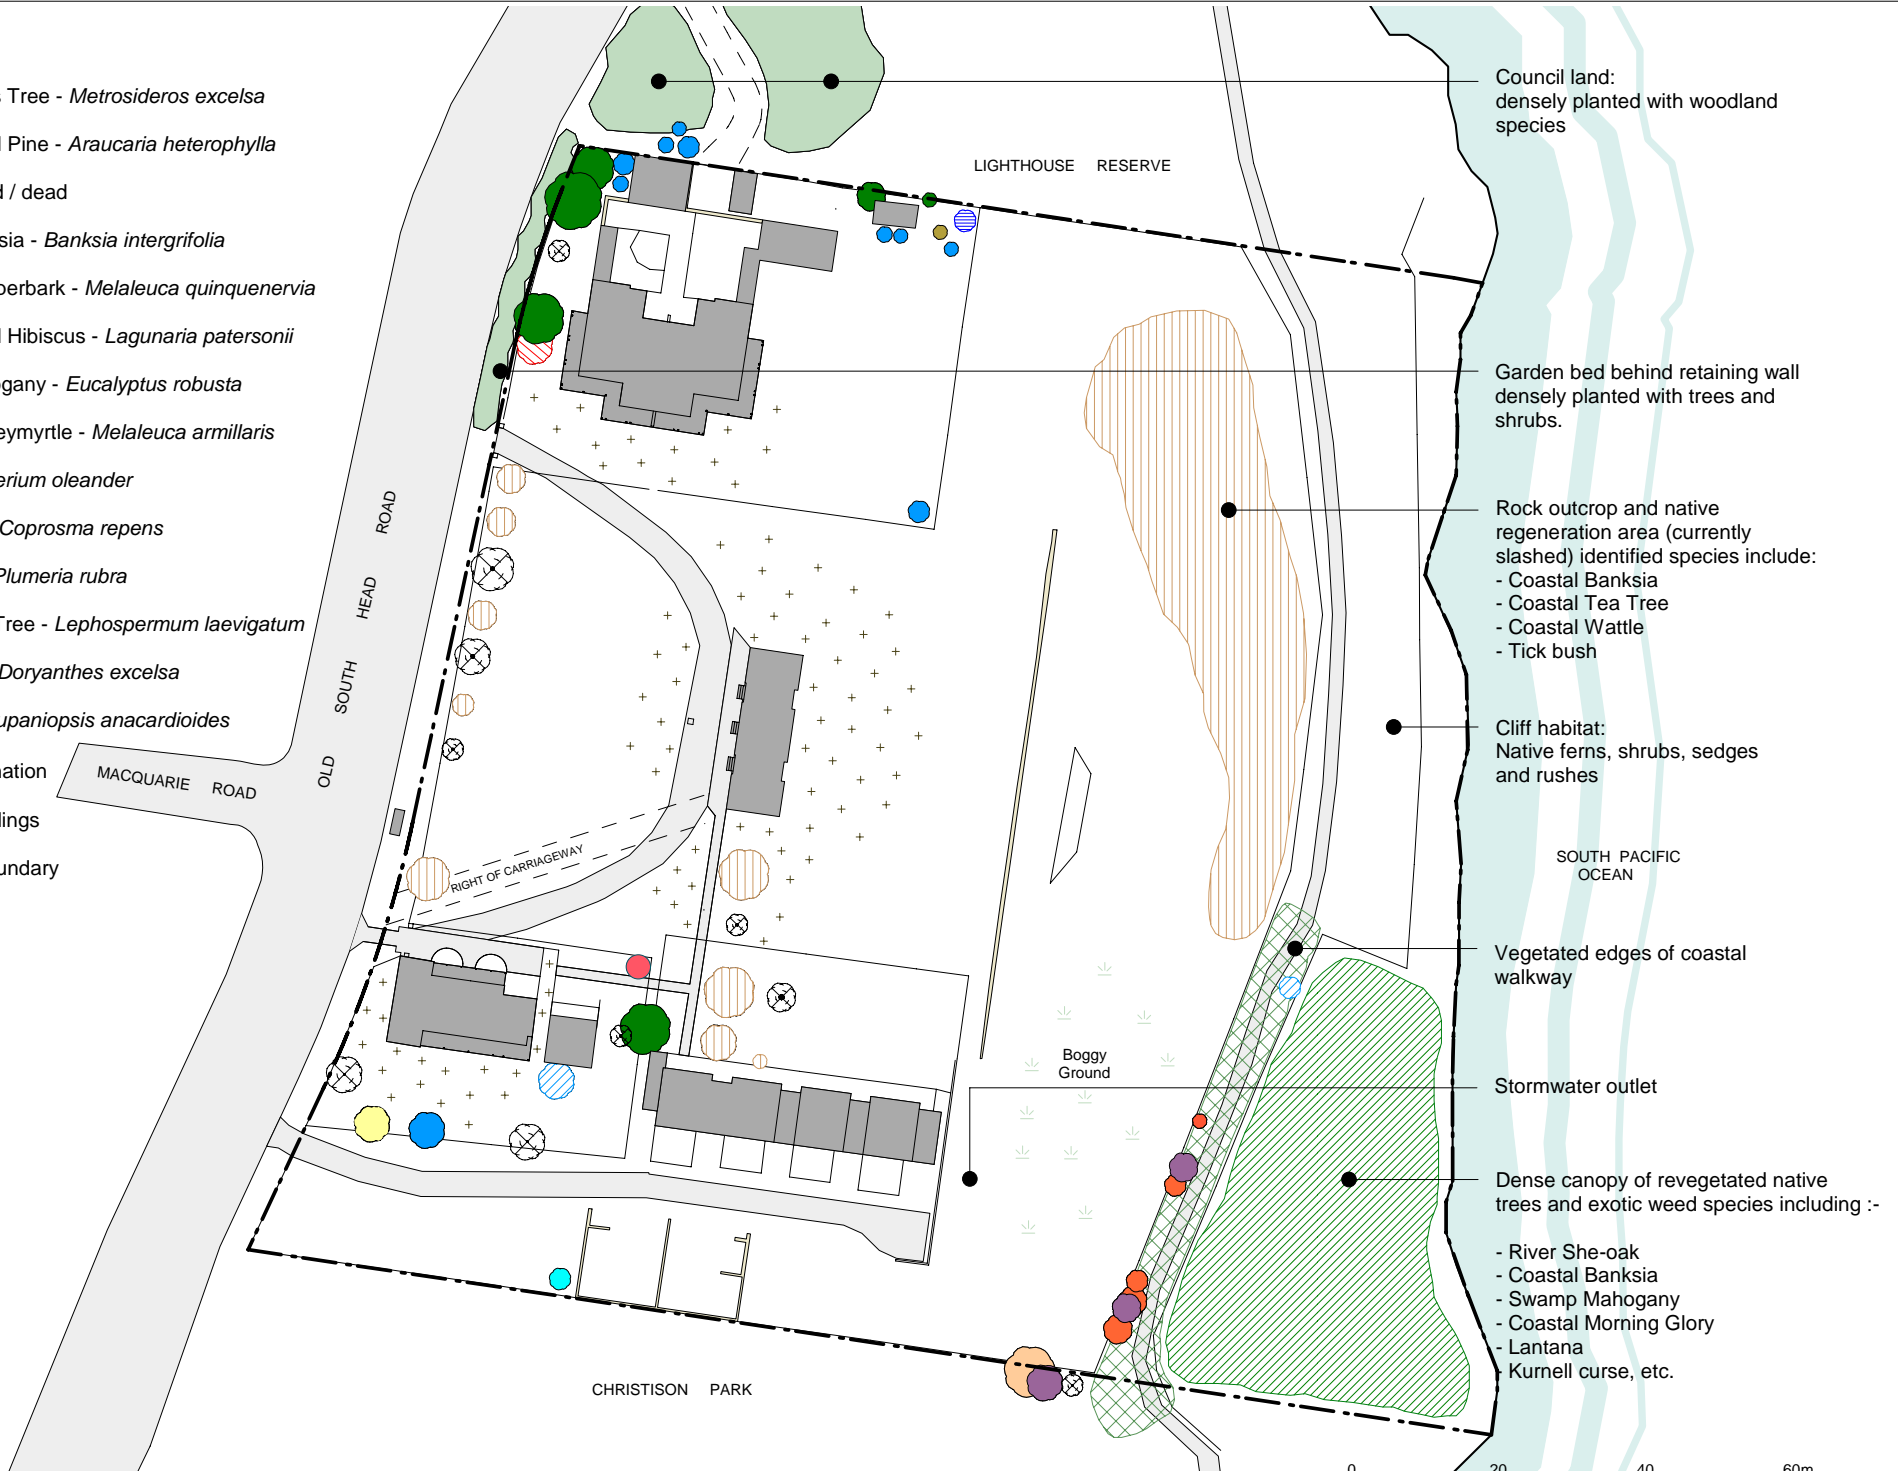 s Tree - Metrosideros excelsa
d Pine - Araucaria heterophylla
d / dead
sia - Banksia intergrifolia
perbark - Melaleuca quinquenervia
d Hibiscus - Lagunaria patersonii
ogany - Eucalyptus robusta
eymyrtle - Melaleuca armillaris
erium oleander
Coprosma repens
Plumeria rubra
Tree - Lephospermum laevigatum
Doryanthes excelsa
upaniopsis anacardioides
ation
dings
undary
MACQUARIE ROAD
OLD SOUTH HEAD ROAD
LIGHTHOUSE RESERVE
RIGHT OF CARRIAGEWAY
Boggy
Ground
CHRISTISON PARK
Council land:
densely planted with woodland
species
Garden bed behind retaining wall
densely planted with trees and
shrubs.
Rock outcrop and native
regeneration area (currently
slashed) identified species include:
- Coastal Banksia
- Coastal Tea Tree
- Coastal Wattle
- Tick bush
Cliff habitat:
Native ferns, shrubs, sedges
and rushes
SOUTH PACIFIC
OCEAN
Vegetated edges of coastal
walkway
Stormwater outlet
Dense canopy of revegetated native
trees and exotic weed species including :-
- River She-oak
- Coastal Banksia
- Swamp Mahogany
- Coastal Morning Glory
- Lantana
- Kurnell curse, etc.
0 20 40 60m